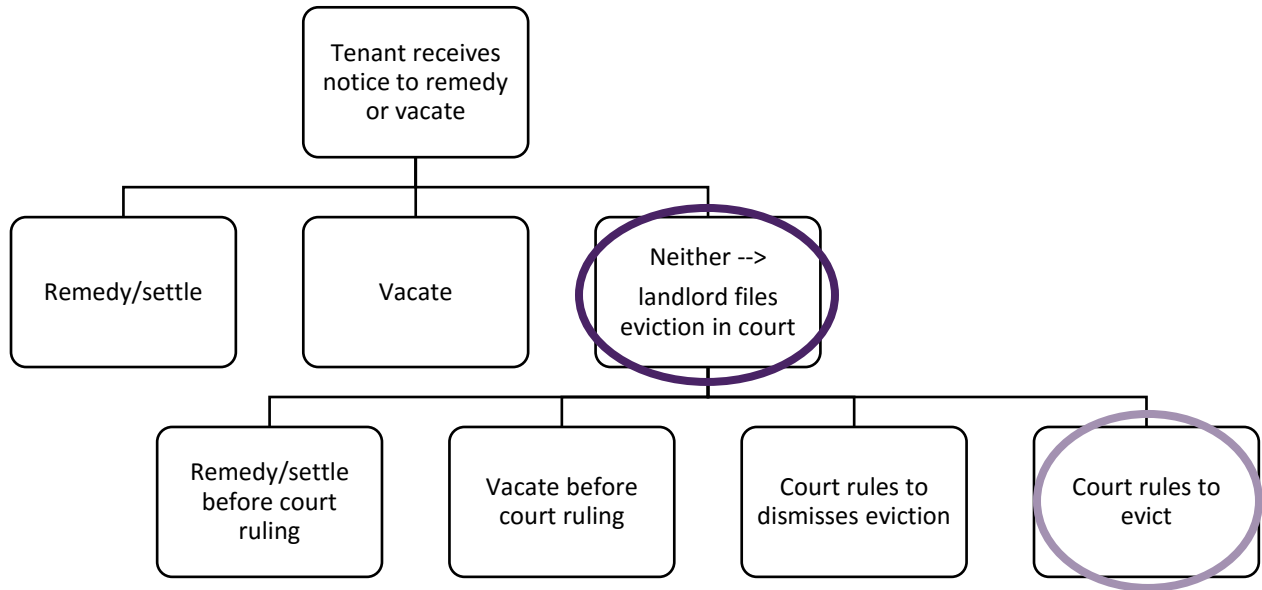 Tenant receives
notice to remedy
or vacate
Remedy/settle
Vacate
Neither -->
landlord files
eviction in court
Remedy/settle
before court
ruling
Vacate before
court ruling
Court rules to
dismisses eviction
Court rules to
evict